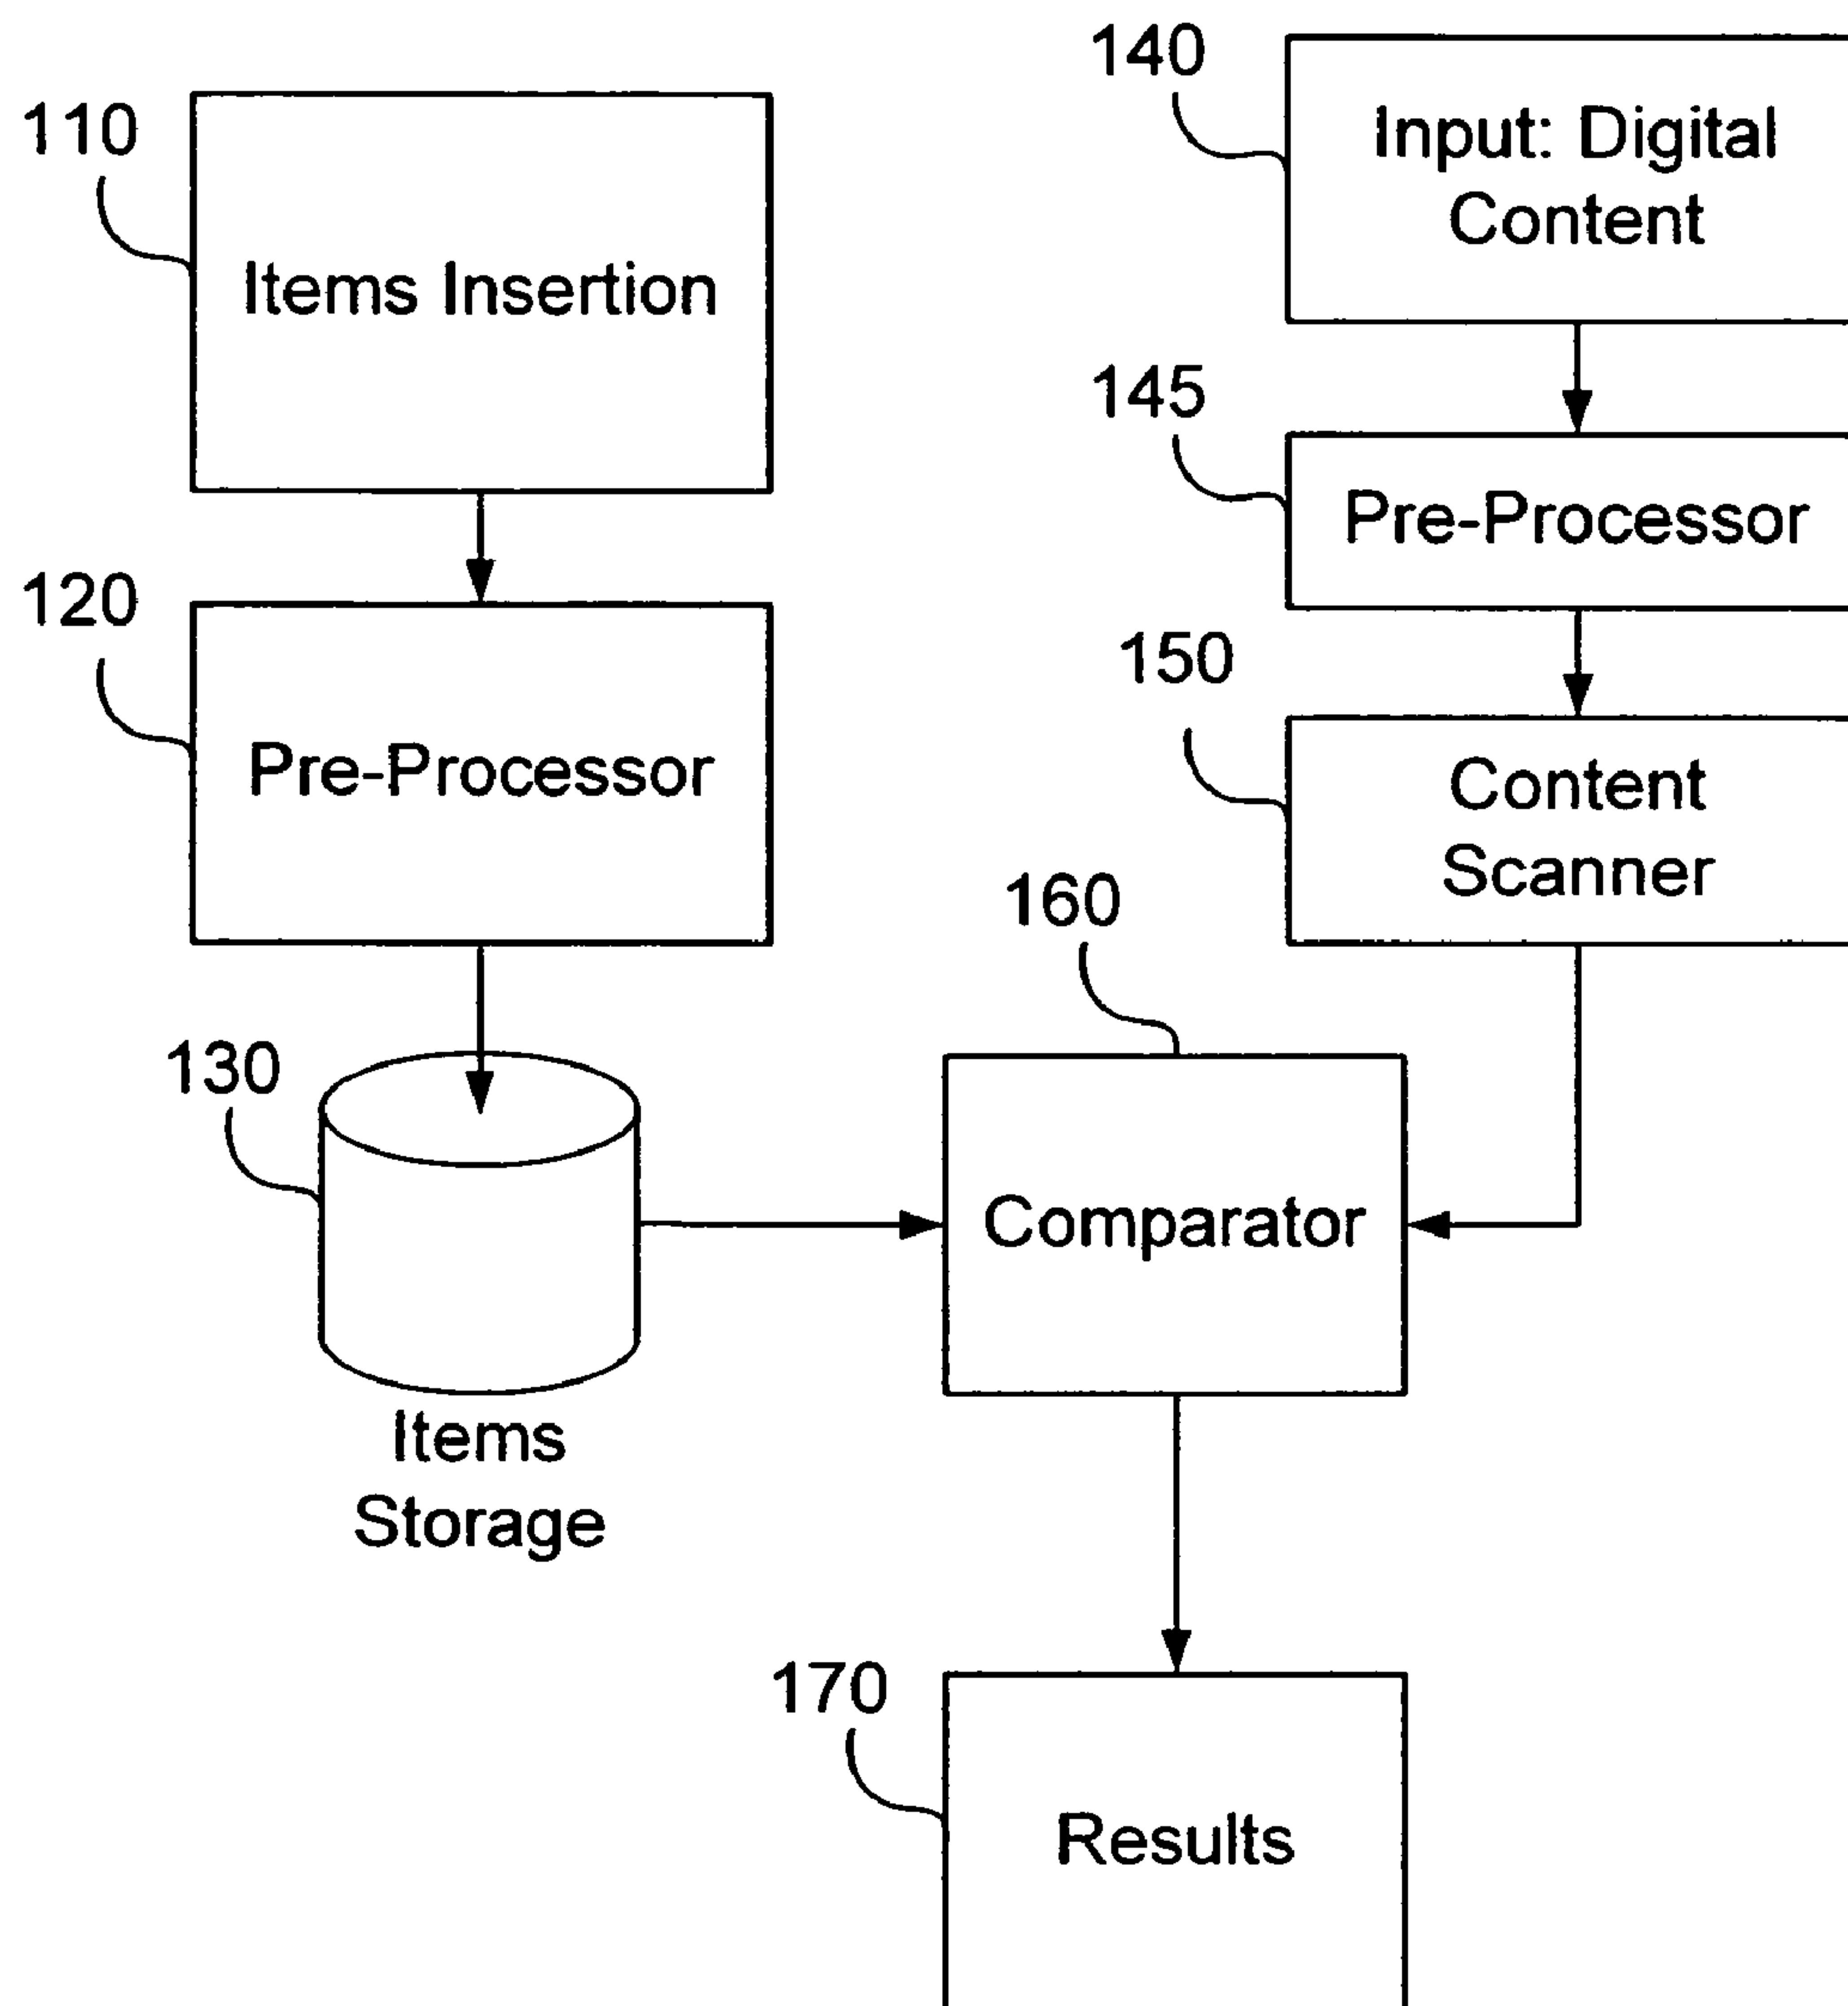 110
Items Insertion
120
Pre-Processor
130
Items
Storage
140
Input: Digital
Content
145
Pre-Processor
150
Content
Scanner
160
Comparator
170
Results